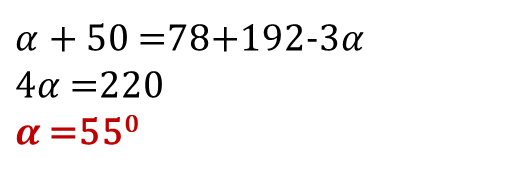 α + 50 =78+192-3α
4α =220
α =55⁰